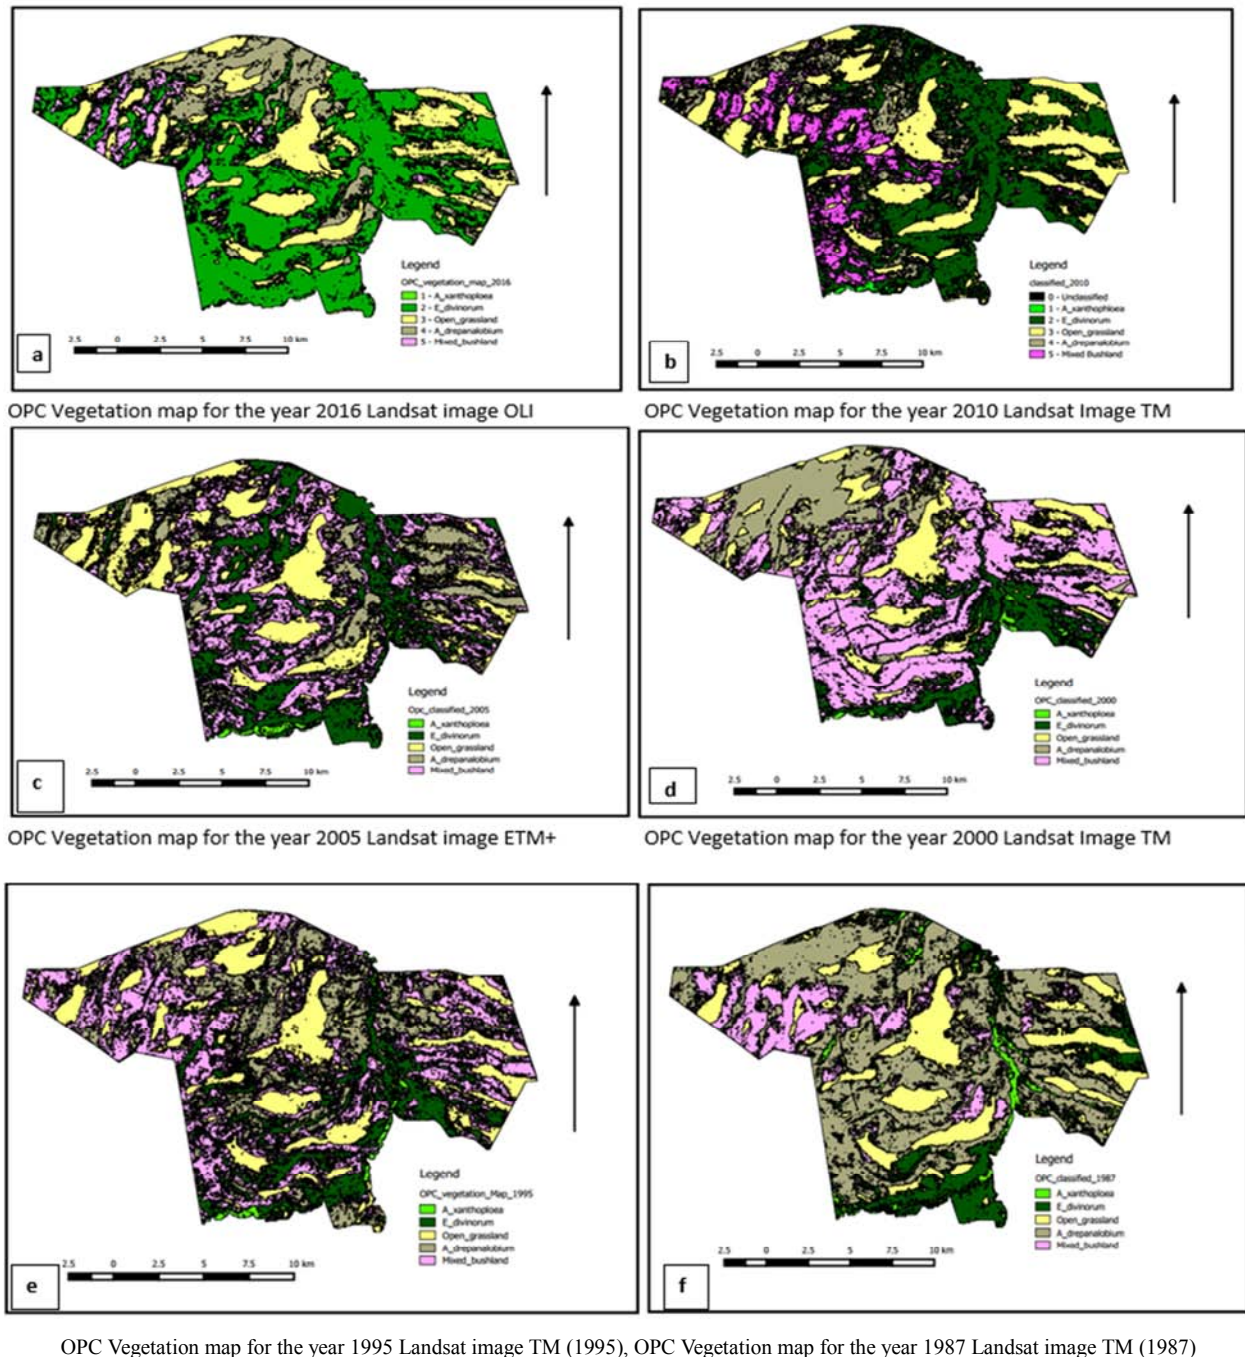 Legend
OPC_vegetation_map_2016
1 - A_xanthoploea
2 - E_divinorum
3 - Open_grassland
4 - A_drepanalobium
5 - Mixed_bushland
2.5 0 2.5 5 7.5 10 km
a
Legend
classified_2010
0 - Unclassified
1 - A_xanthophloea
2 - E_divinorum
3 - Open_grassland
4 - A_drepanalobium
5 - Mixed Bushland
2.5 0 2.5 5 7.5 10 km
b
OPC Vegetation map for the year 2016 Landsat image OLI
OPC Vegetation map for the year 2010 Landsat Image TM
Legend
Opc_classified_2005
A_xanthoploea
E_divinorum
Open_grassland
A_drepanalobium
Mixed_bushland
2.5 0 2.5 5 7.5 10 km
c
Legend
OPC_classified_2000
A_xanthoploea
E_divinorum
Open_grassland
A_drepanalobium
Mixed_bushland
2.5 0 2.5 5 7.5 10 km
d
OPC Vegetation map for the year 2005 Landsat image ETM+
OPC Vegetation map for the year 2000 Landsat Image TM
Legend
OPC_vegetation_Map_1995
A_xanthoploea
E_divinorum
Open_grassland
A_drepanalobium
Mixed_bushland
2.5 0 2.5 5 7.5 10 km
e
Legend
OPC_classified_1987
A_xanthoploea
E_divinorum
Open_grassland
A_drepanalobium
Mixed_bushland
2.5 0 2.5 5 7.5 10 km
f
OPC Vegetation map for the year 1995 Landsat image TM (1995), OPC Vegetation map for the year 1987 Landsat image TM (1987)